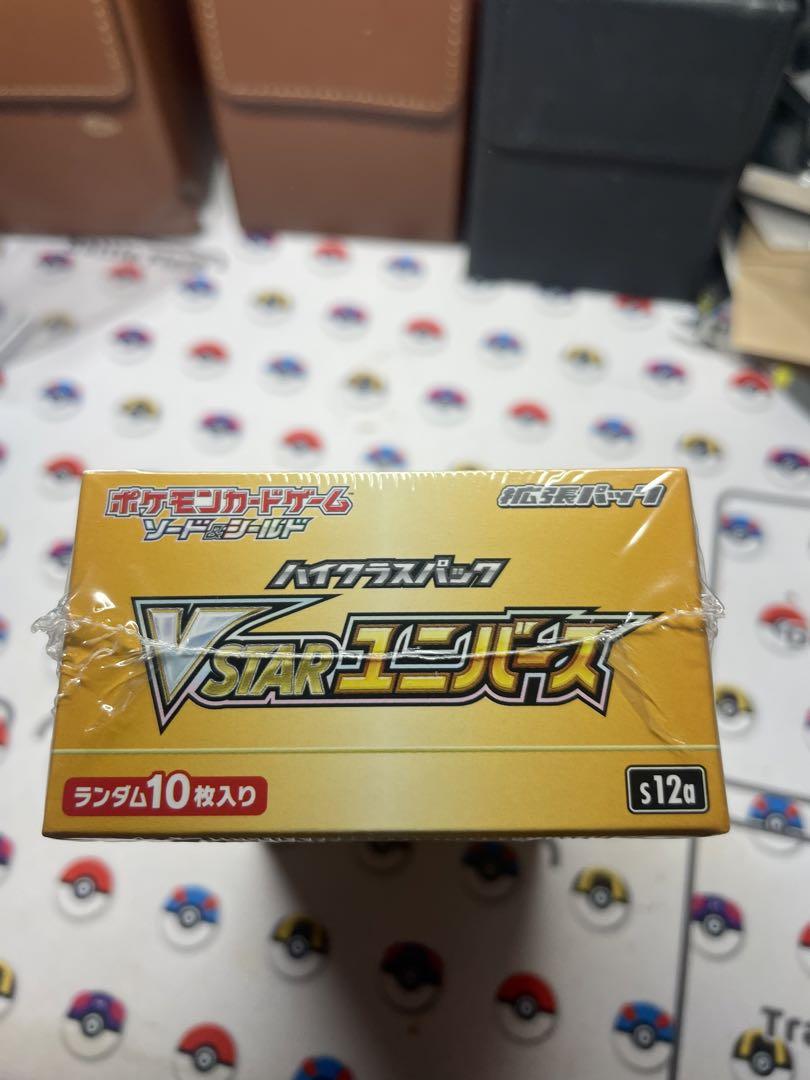 ポケモンカードゲーム
ソード&シールド
拡張パック
ハイクラスパック
VSTARユニバース
ランダム10枚入り
s12a
Tra